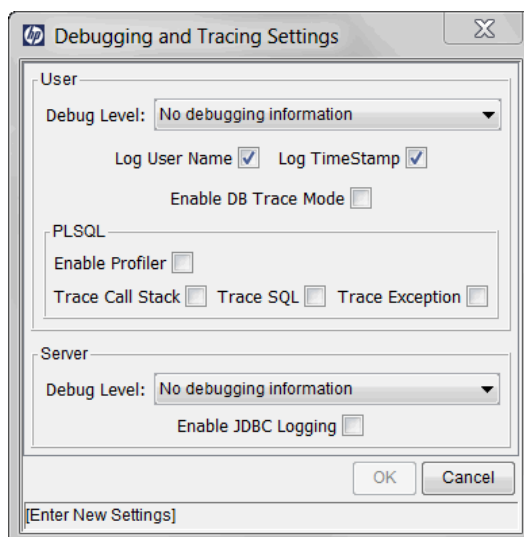 hp Debugging and Tracing Settings
User
Debug Level: No debugging information
Log User Name Log TimeStamp
Enable DB Trace Mode
PLSQL
Enable Profiler
Trace Call Stack Trace SQL Trace Exception
Server
Debug Level: No debugging information
Enable JDBC Logging
OK Cancel
[Enter New Settings]